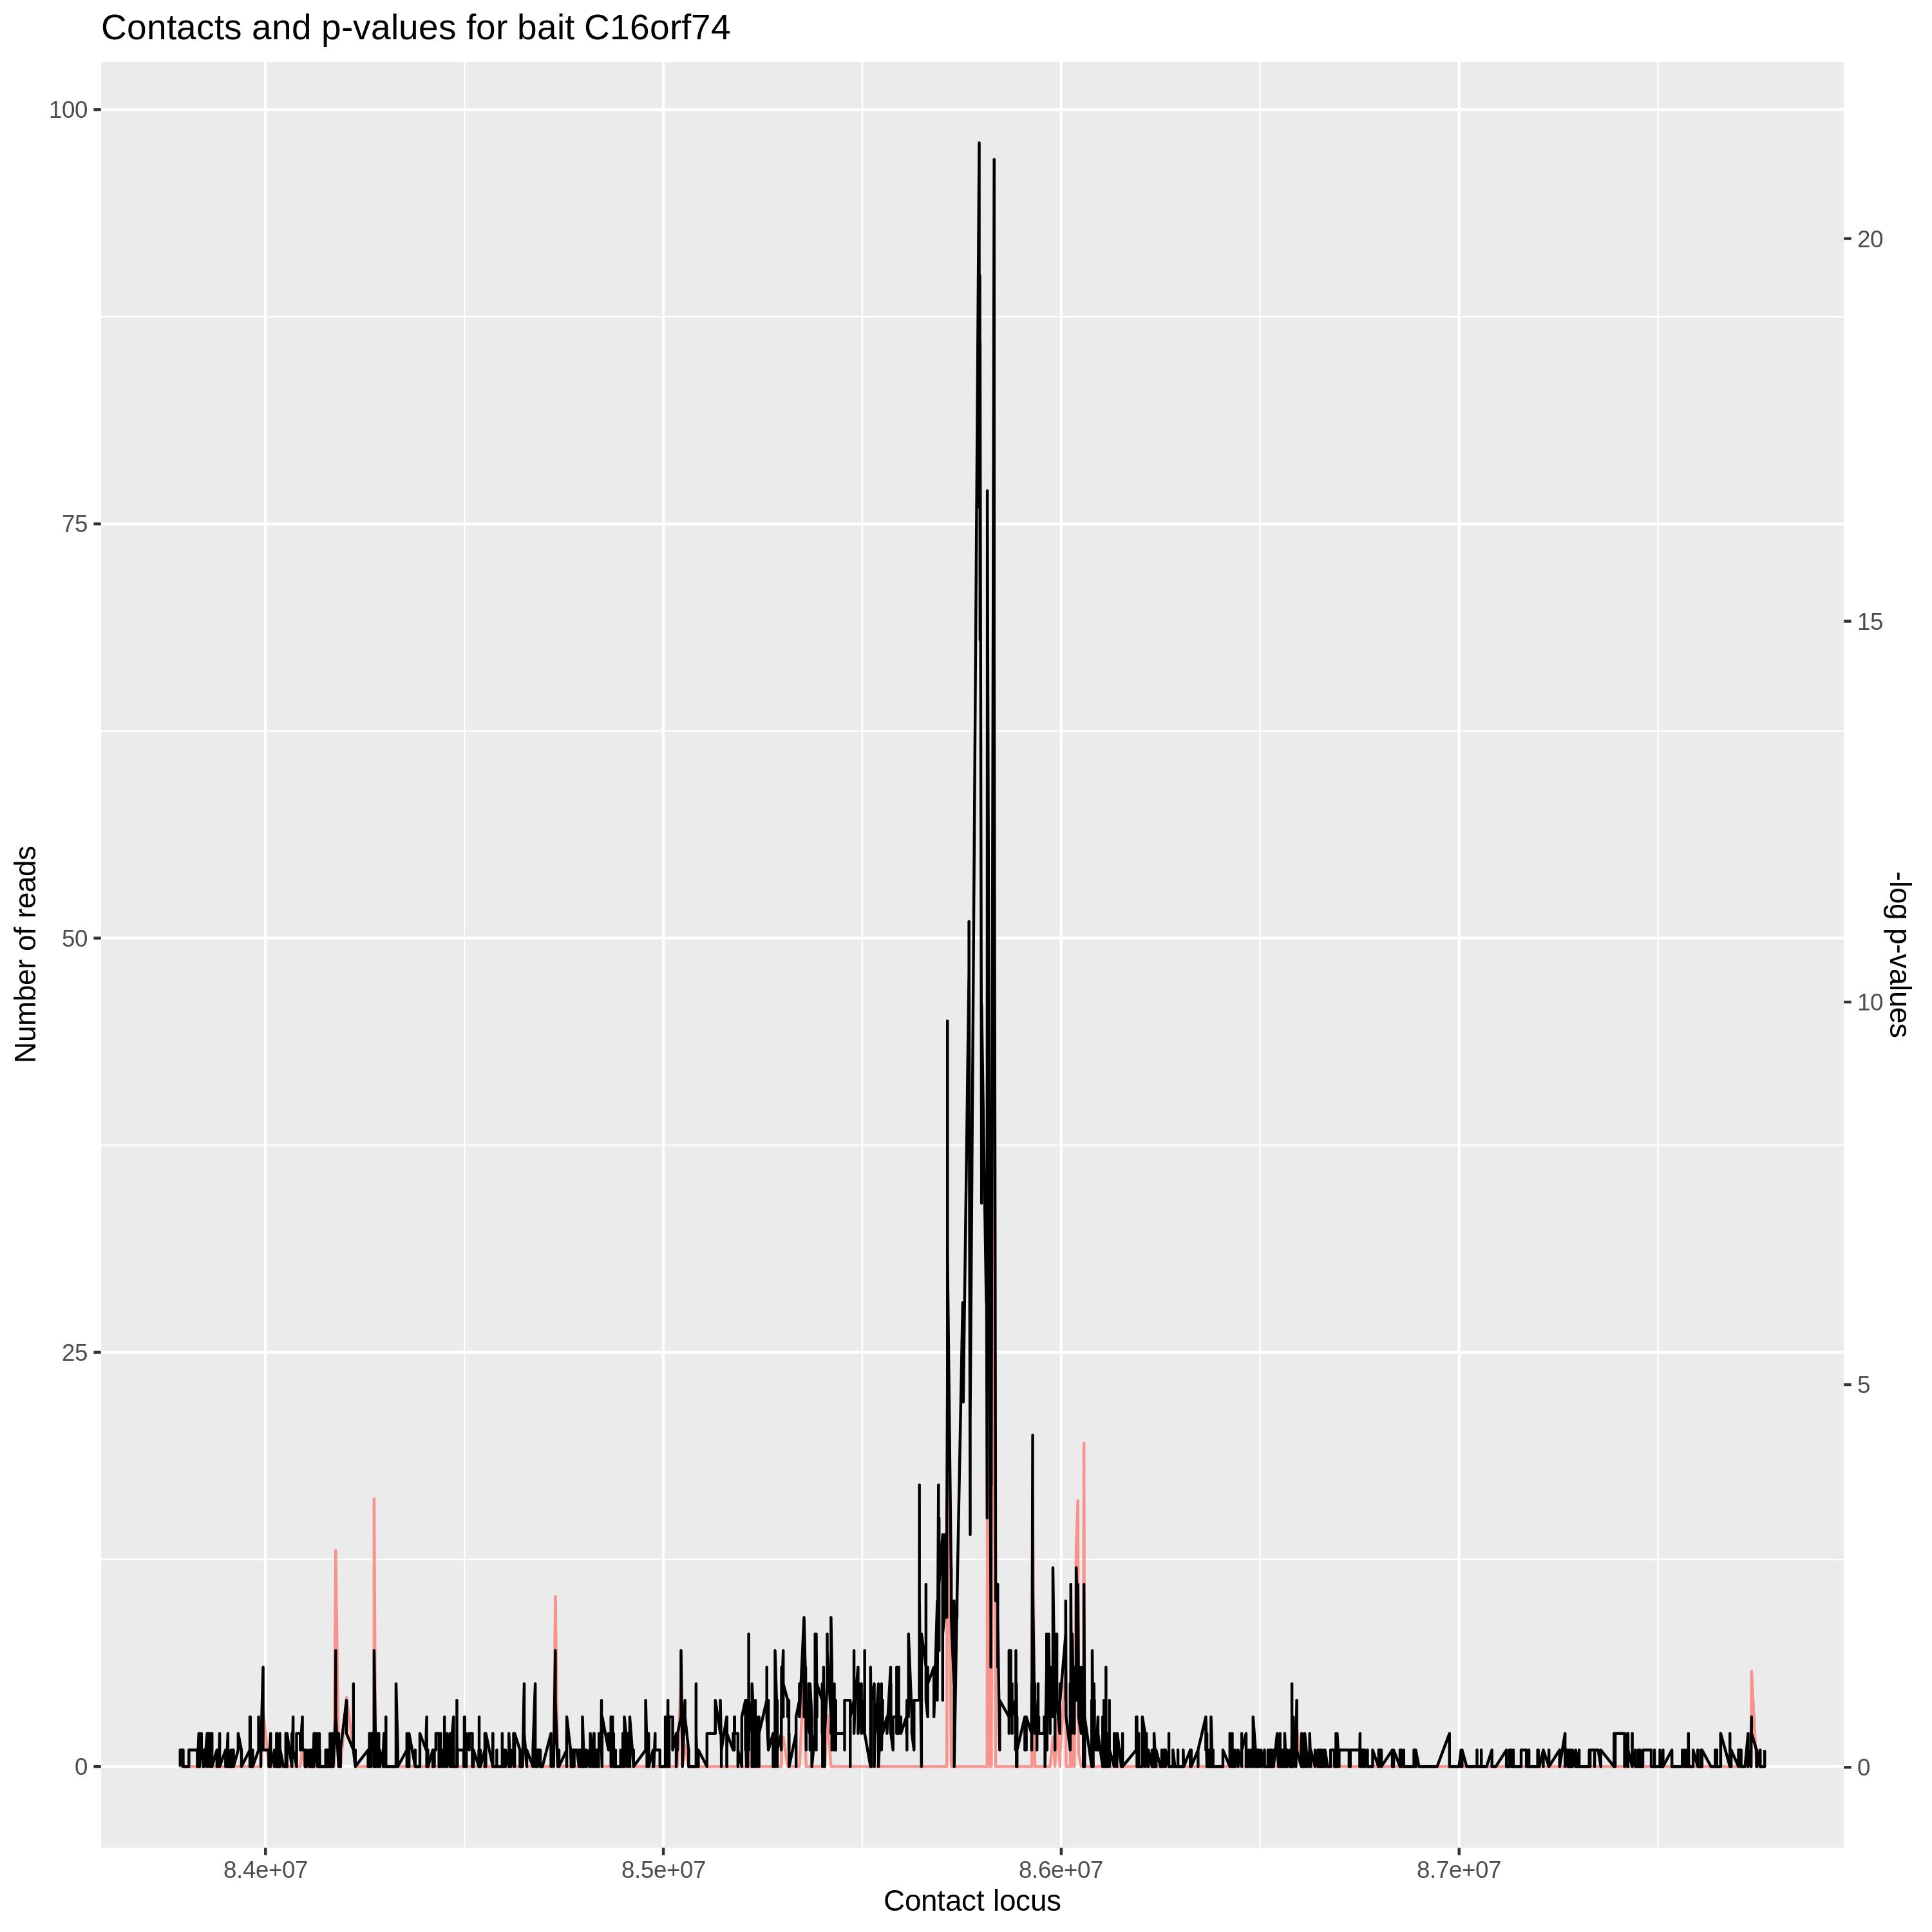 Contacts and p-values for bait C16orf74
100
75
50
25
0
Number of reads
20
15
10
5
0
-log p-values
8.4e+07
8.5e+07
8.6e+07
8.7e+07
Contact locus